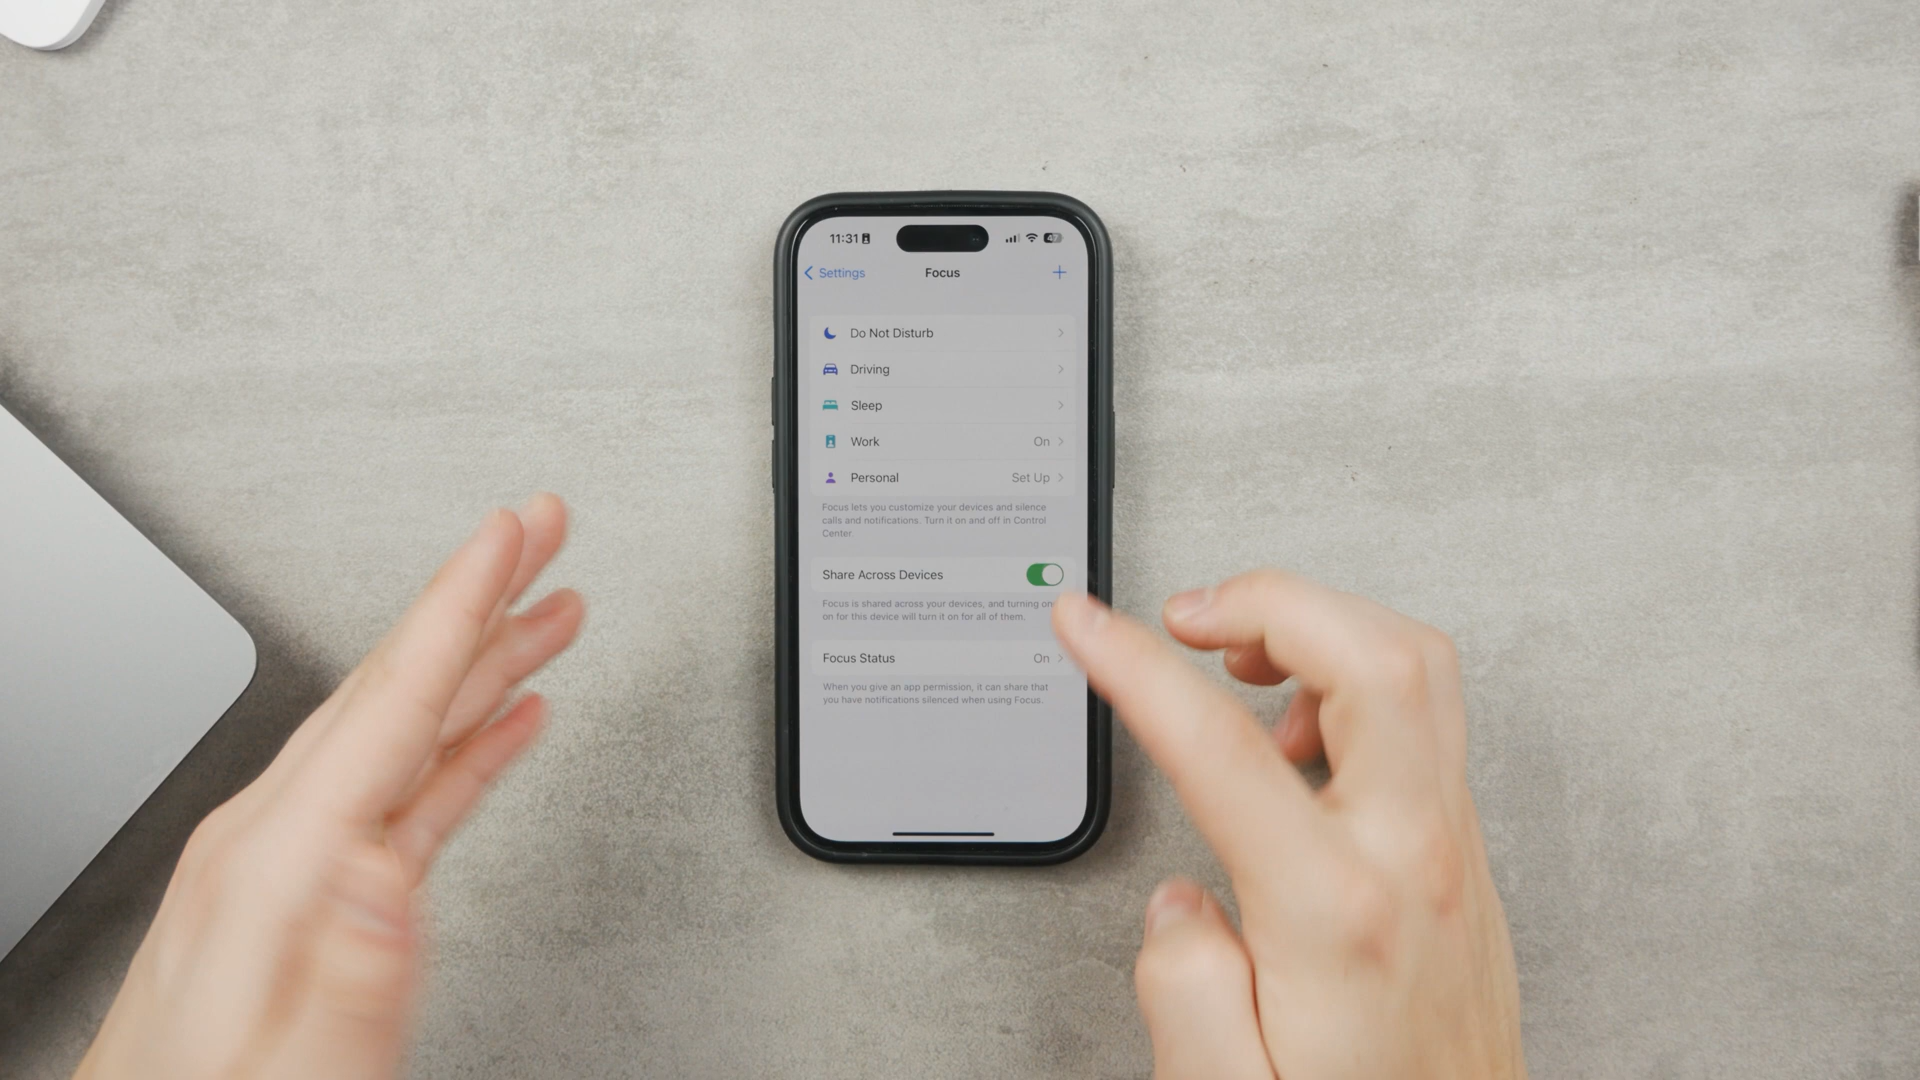 11:31
47
Settings
Focus
Do Not Disturb
Driving
Sleep
Work
On
Personal
Set Up
Focus lets you customize your devices and silence
calls and notifications. Turn it on and off in Control
Center
Share Across Devices
Focus is shared across your devices, and turning on
on for this device will turn it on for all of them.
Focus Status
On
When you give an app permission, it can share that
you have notifications silenced when using Focus.